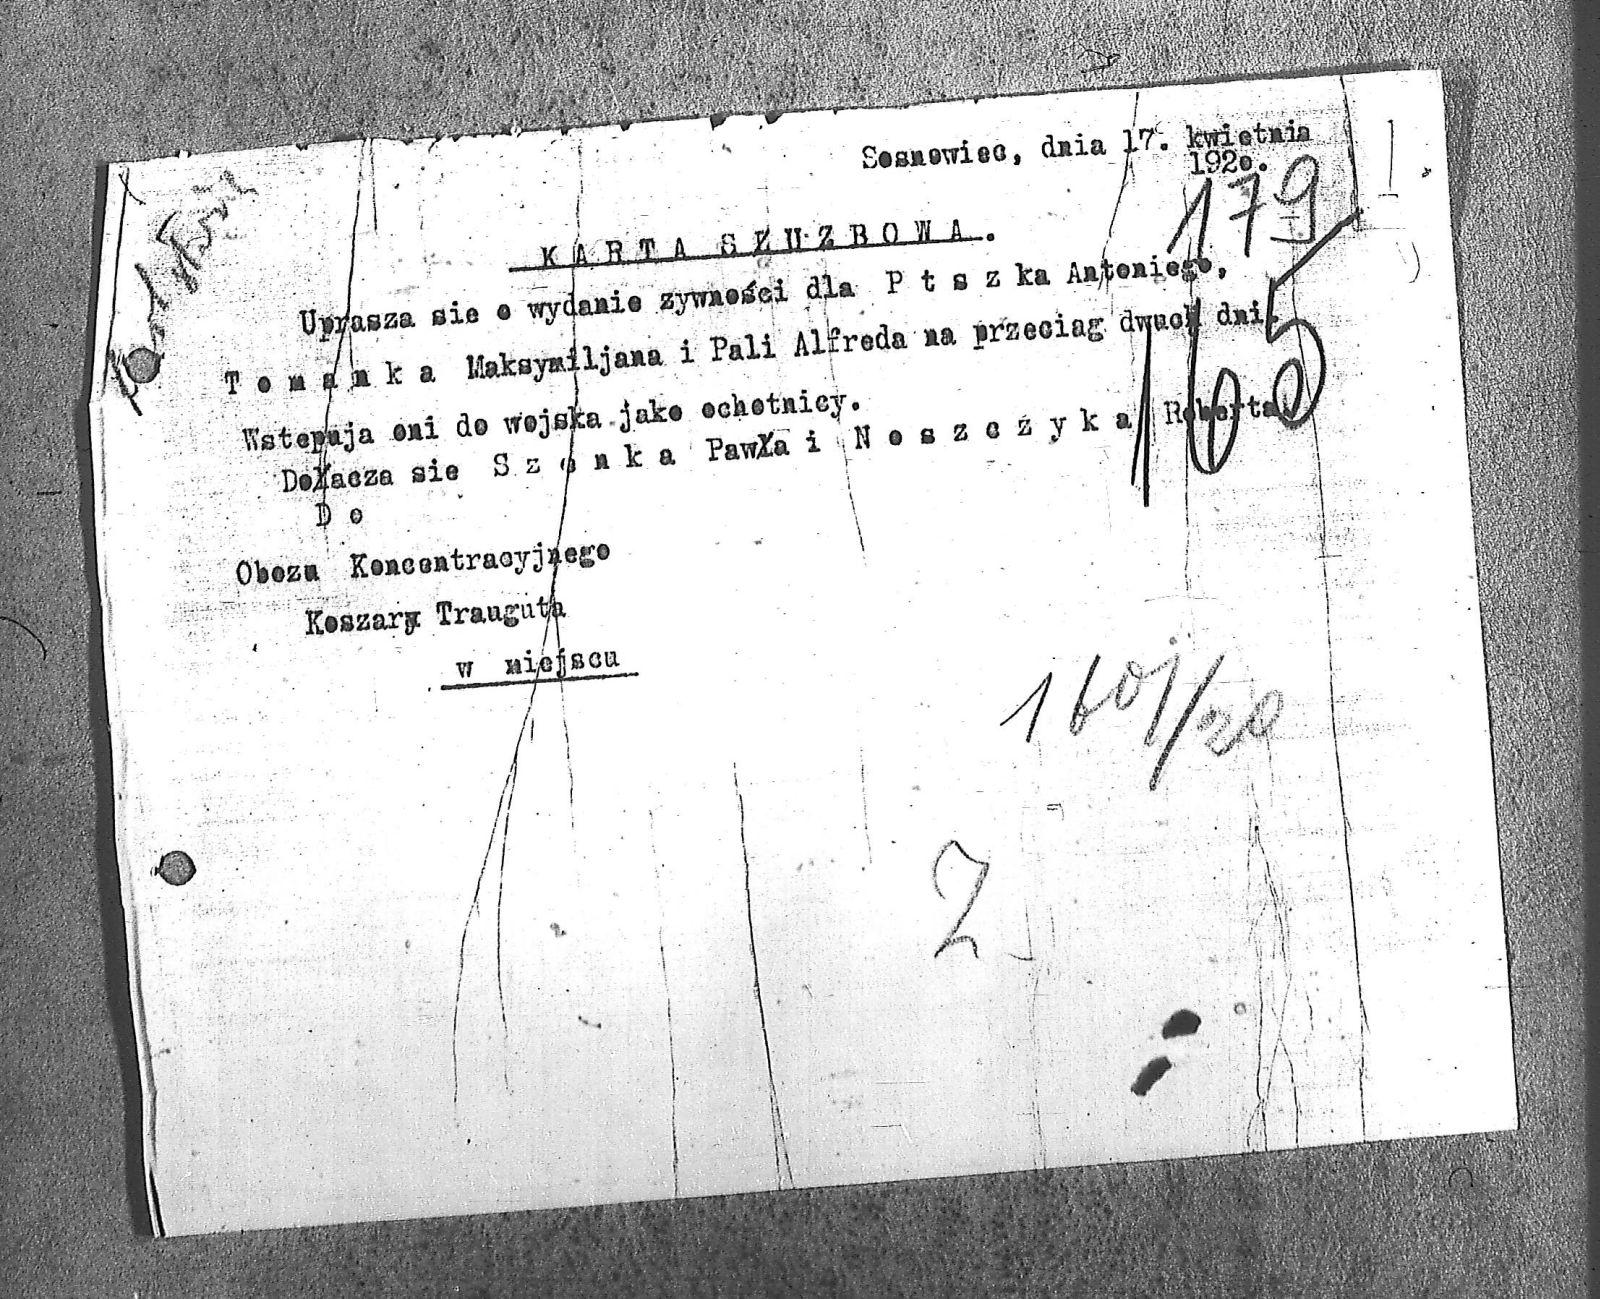 Sosnowiec, dnia 17. kwietnia
1920.
179
KARTA SŁUZBOWA.
Uprasza sie o wydanie zywności dla P t s z ka Antoniego,
T o m a n k a Maksymiljana i Pali Alfreda na przeciag dwuch dni.
Wstepuja oni do wojska jako ochotnicy.
Dołacza sie S z o n k a Pawła i N o s z c z y k a Roberta.
165
D o
Obozu Koncentracyjnego
Koszary Trauguta
w miejscu
1601/20
2